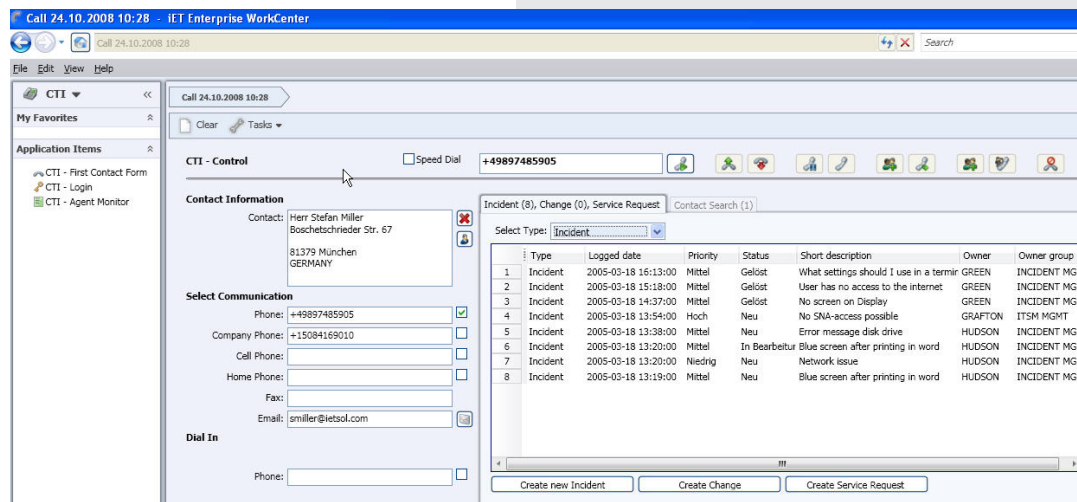 Call 24.10.2008 10:28 - iET Enterprise WorkCenter
Call 24.10.2008 10:28
Search
File Edit View Help
CTI
My Favorites
Application Items
CTI - First Contact Form
CTI - Login
CTI - Agent Monitor
Call 24.10.2008 10:28
Clear Tasks
CTI - Control
Speed Dial
+49897485905
Contact Information
Contact: Herr Stefan Miller
Boschetschrieder Str. 67
81379 München
GERMANY
Select Communication
Phone: +49897485905
Company Phone: +15084169010
Cell Phone:
Home Phone:
Fax:
Email: smiller@ietsol.com
Dial In
Phone:
Incident (8), Change (0), Service Request Contact Search (1)
Select Type: Incident
Type Logged date Priority Status Short description Owner Owner group
1 Incident 2005-03-18 16:13:00 Mittel Gelöst What settings should I use in a termin GREEN INCIDENT MG
2 Incident 2005-03-18 15:18:00 Mittel Gelöst User has no access to the internet GREEN INCIDENT MG
3 Incident 2005-03-18 14:37:00 Mittel Gelöst No screen on Display GREEN INCIDENT MG
4 Incident 2005-03-18 13:54:00 Hoch Neu No SNA-access possible GRAFTON ITSM MGMT
5 Incident 2005-03-18 13:38:00 Mittel Neu Error message disk drive HUDSON INCIDENT MG
6 Incident 2005-03-18 13:20:00 Mittel In Bearbeitur Blue screen after printing in word HUDSON INCIDENT MG
7 Incident 2005-03-18 13:20:00 Niedrig Neu Network issue HUDSON INCIDENT MG
8 Incident 2005-03-18 13:19:00 Mittel Neu Blue screen after printing in word HUDSON INCIDENT MG
Create new Incident Create Change Create Service Request